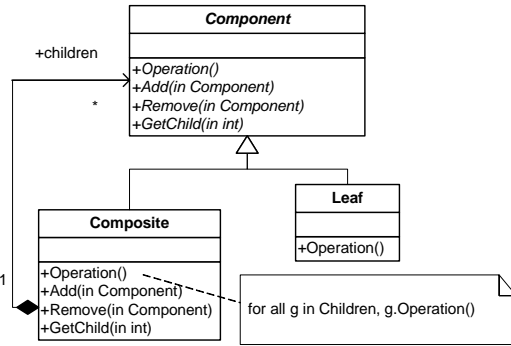 Component
+children
+Operation()
+Add(in Component)
*
+Remove(in Component)
+GetChild(in int)
Leaf
Composite
+Operation()
1
+Operation()
+Add(in Component)
+Remove(in Component)
+GetChild(in int)
for all g in Children, g.Operation()